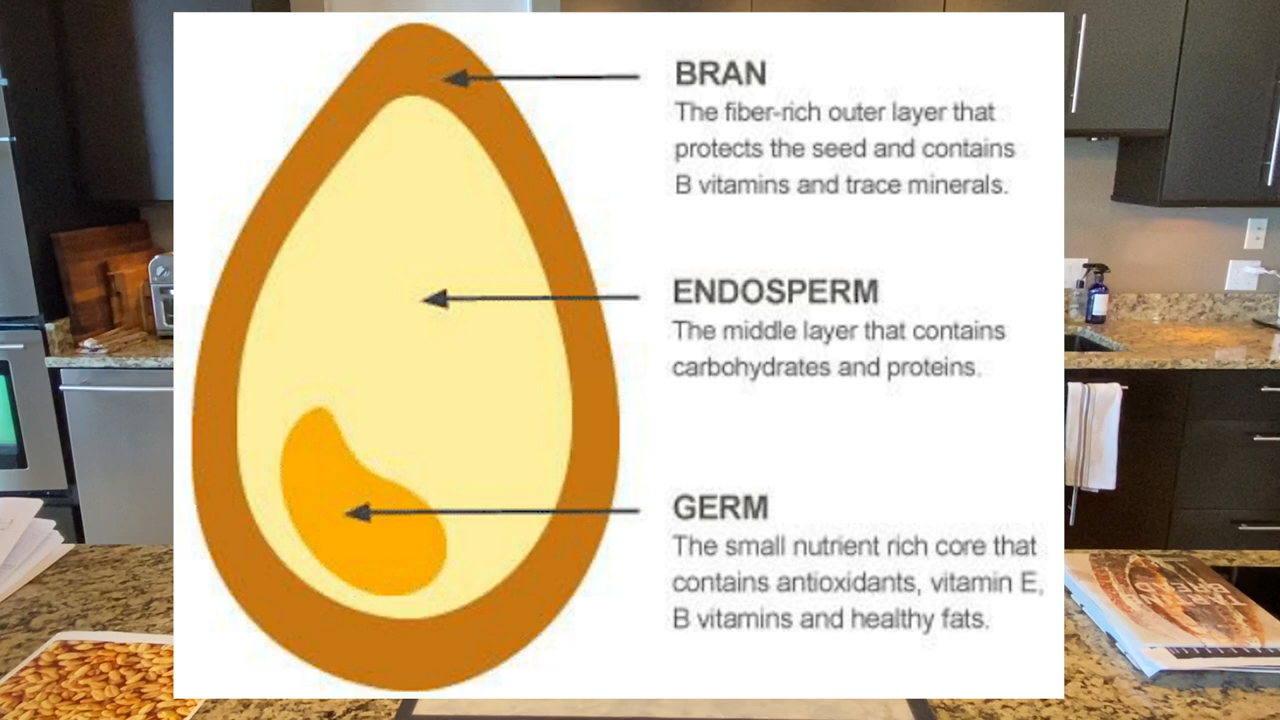 BRAN
The fiber-rich outer layer that
protects the seed and contains
B vitamins and trace minerals.
ENDOSPERM
The middle layer that contains
carbohydrates and proteins.
GERM
The small nutrient rich core that
contains antioxidants, vitamin E,
B vitamins and healthy fats.